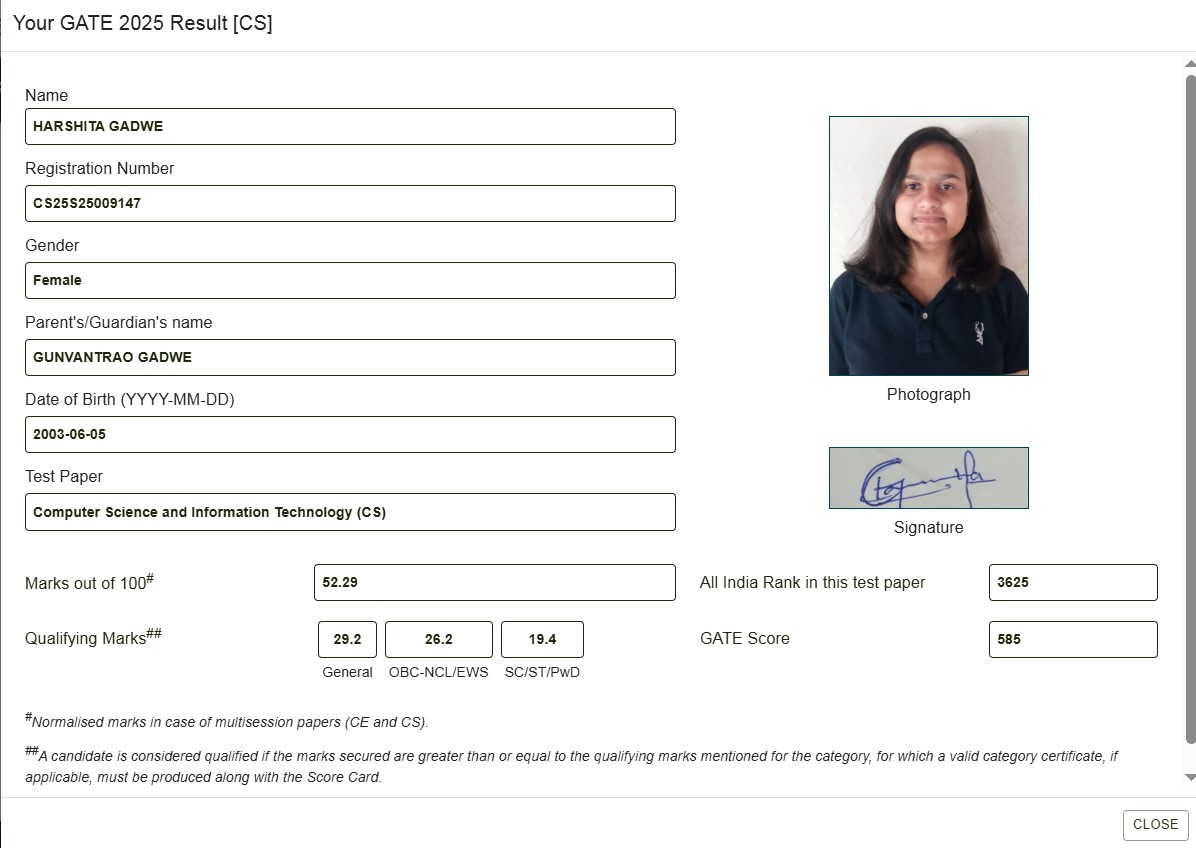 Your GATE 2025 Result [CS]
Name
HARSHITA GADWE
Registration Number
CS25S25009147
Gender
Female
Parent's/Guardian's name
GUNVANTRAO GADWE
Date of Birth (YYYY-MM-DD)
2003-06-05
Photograph
Test Paper
Computer Science and Information Technology (CS)
Signature
Marks out of 100# 52.29 All India Rank in this test paper 3625
Qualifying Marks## 29.2 26.2 19.4 GATE Score 585
General OBC-NCL/EWS SC/ST/PwD
#Normalised marks in case of multisession papers (CE and CS).
##A candidate is considered qualified if the marks secured are greater than or equal to the qualifying marks mentioned for the category, for which a valid category certificate, if
applicable, must be produced along with the Score Card.
CLOSE